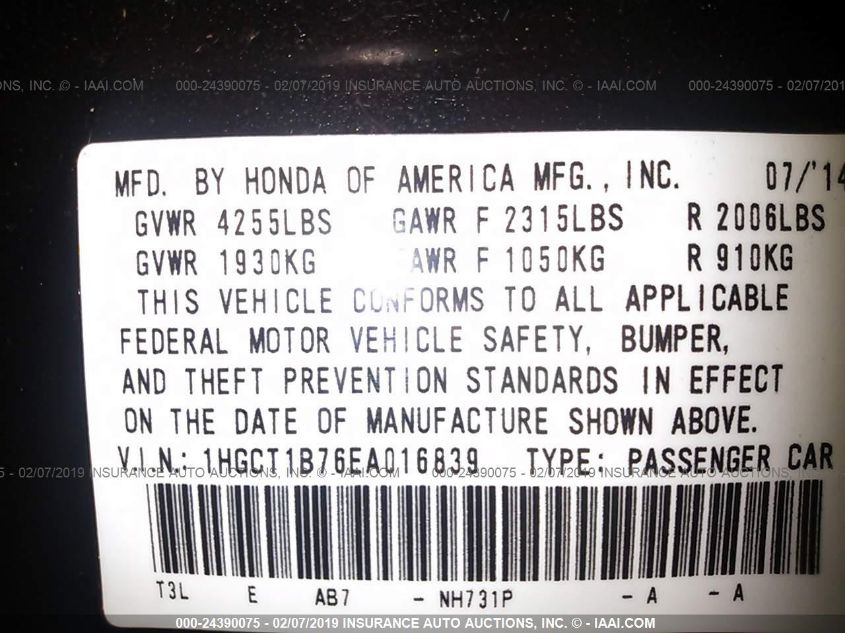 NS, INC. © - IAAI.COM 000-24390075 - 02/07/2019 INSURANCE AUTO AUCTIONS, INC. © - IAAI.COM 000-24390075 - 02/07/2019 INSU
MFD. BY HONDA OF AMERICA MFG., INC. 07/'14
GVWR 4255LBS GAWR F 2315LBS R 2006LBS
GVWR 1930KG AWR F 1050KG R 910KG
THIS VEHICLE CONFORMS TO ALL APPLICABLE
FEDERAL MOTOR VEHICLE SAFETY, BUMPER,
AND THEFT PREVENTION STANDARDS IN EFFECT
ON THE DATE OF MANUFACTURE SHOWN ABOVE.
V.I.N.: 1HGCT1B76EA016839 TYPE: PASSENGER CAR
T3L E AB7 - NH731P - A - A
000-24390075 - 02/07/2019 INSURANCE AUTO AUCTIONS, INC. © - IAAI.COM